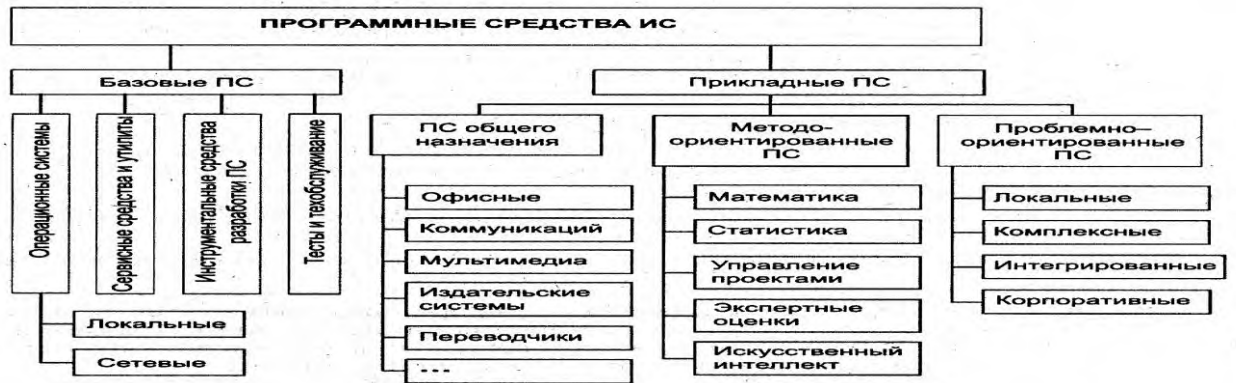 ПРОГРАММНЫЕ СРЕДСТВА ИС
Базовые ПС
Прикладные ПС
Операционные системы
Сервисные средства и утилиты
Инструментальные средства
разработки ПС
Тесты и техобслуживание
Локальные
Сетевые
ПС общего
назначения
Офисные
Коммуникаций
Мультимедиа
Издательские
системы
Переводчики
---
Методо-
ориентированные
ПС
Математика
Статистика
Управление
проектами
Экспертные
оценки
Искусственный
интеллект
Проблемно–
ориентированные
ПС
Локальные
Комплексные
Интегрированные
Корпоративные